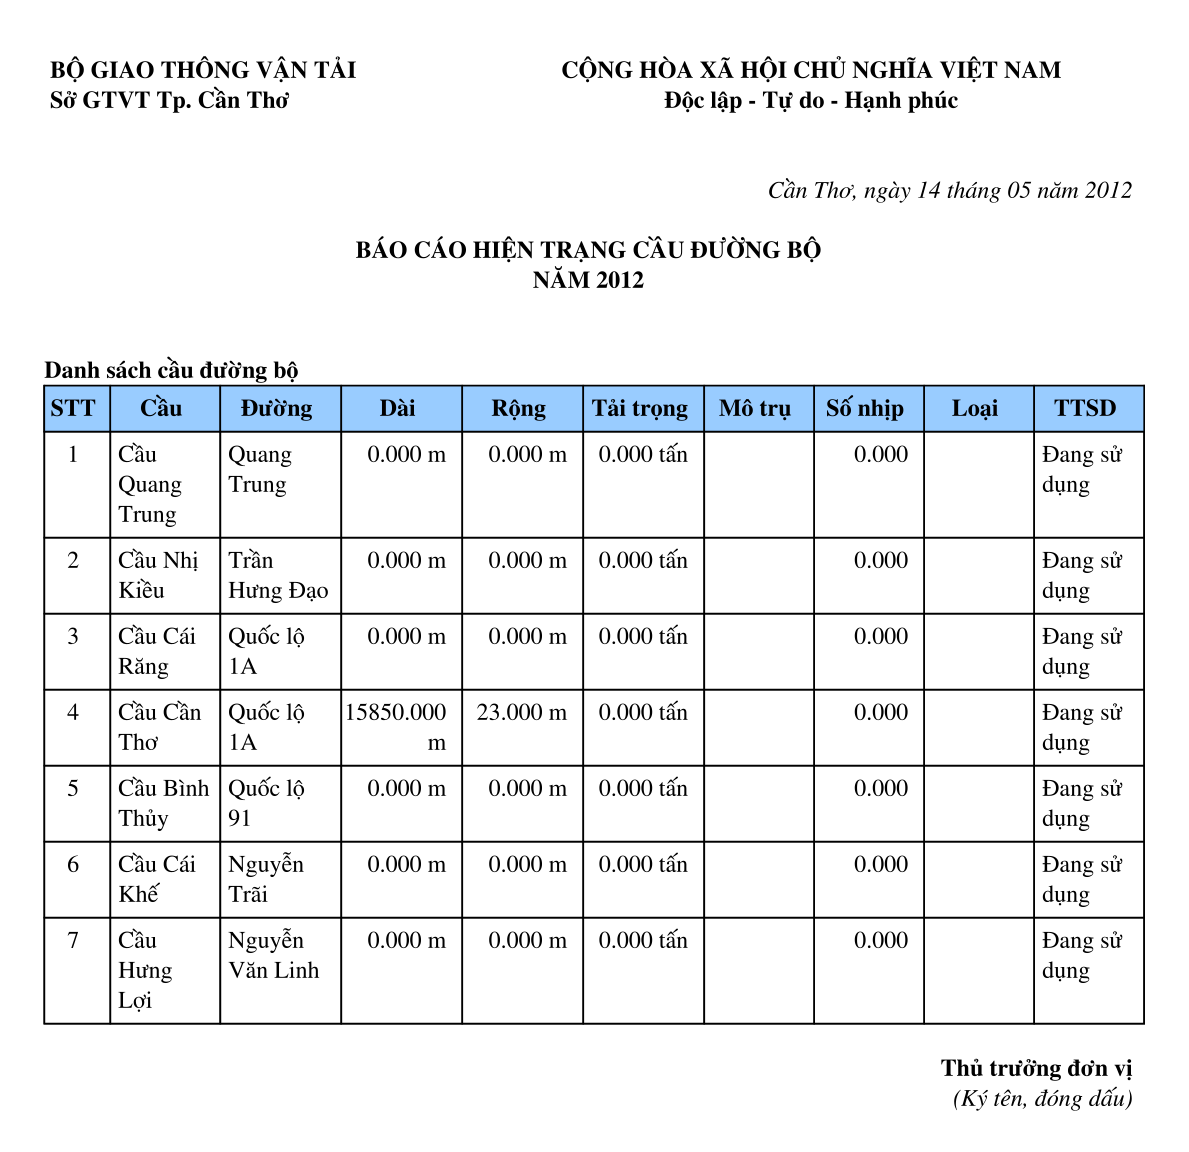 BỘ GIAO THÔNG VẬN TẢI
Sở GTVT Tp. Cần Thơ
CỘNG HÒA XÃ HỘI CHỦ NGHĨA VIỆT NAM
Độc lập - Tự do - Hạnh phúc
Cần Thơ, ngày 14 tháng 05 năm 2012
BÁO CÁO HIỆN TRẠNG CẦU ĐƯỜNG BỘ
NĂM 2012
Danh sách cầu đường bộ
STT Cầu Đường Dài Rộng Tải trọng Mô trụ Số nhịp Loại TTSD
1 Cầu Quang 0.000 m 0.000 m 0.000 tấn 0.000 Đang sử
Quang Trung dụng
Trung
2 Cầu Nhị Trần 0.000 m 0.000 m 0.000 tấn 0.000 Đang sử
Kiều Hưng Đạo dụng
3 Cầu Cái Quốc lộ 0.000 m 0.000 m 0.000 tấn 0.000 Đang sử
Răng 1A dụng
4 Cầu Cần Quốc lộ 15850.000 23.000 m 0.000 tấn 0.000 Đang sử
Thơ 1A m dụng
5 Cầu Bình Quốc lộ 0.000 m 0.000 m 0.000 tấn 0.000 Đang sử
Thủy 91 dụng
6 Cầu Cái Nguyễn 0.000 m 0.000 m 0.000 tấn 0.000 Đang sử
Khế Trãi dụng
7 Cầu Nguyễn 0.000 m 0.000 m 0.000 tấn 0.000 Đang sử
Hưng Văn Linh dụng
Lợi
Thủ trưởng đơn vị
(Ký tên, đóng dấu)